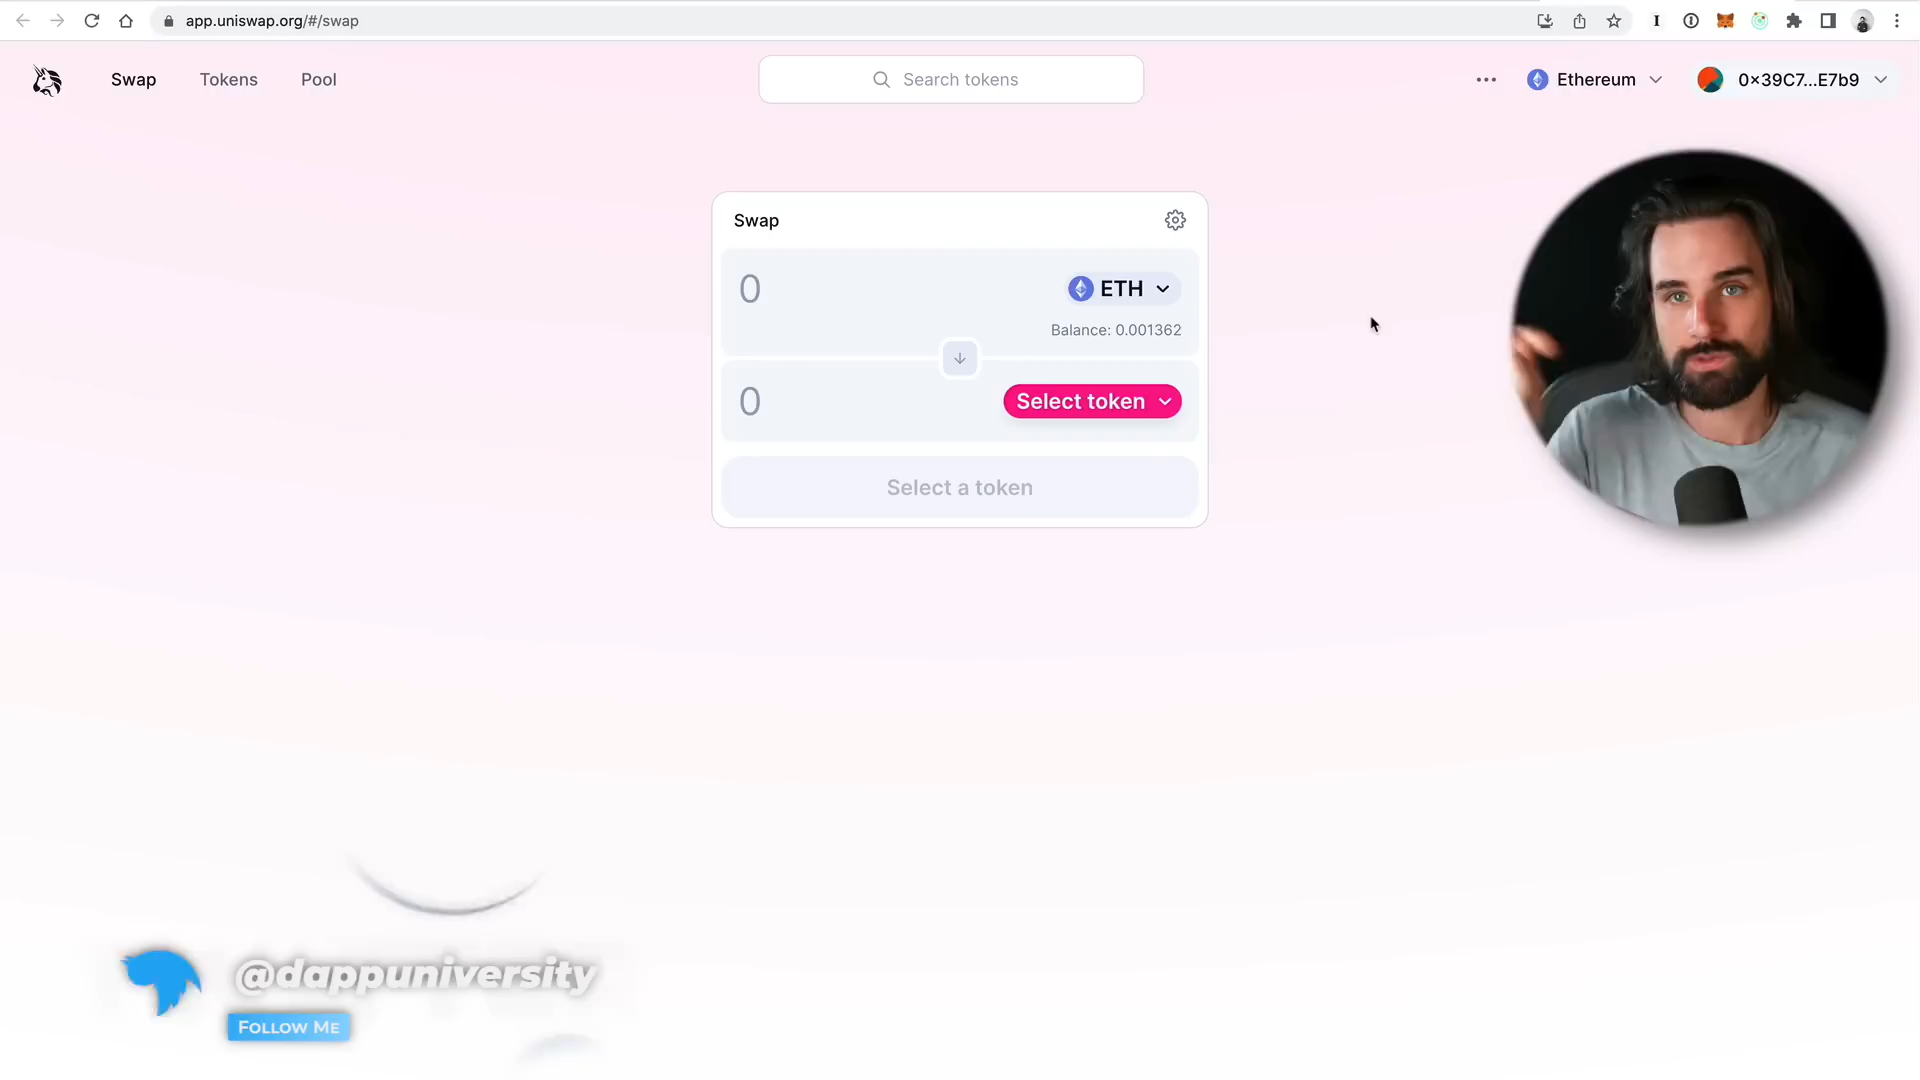 app.uniswap.org/#/swap
Swap
Tokens
Pool
Search tokens
Ethereum
0×39C7...E7b9
Swap
0
ETH
Balance: 0.001362
0
Select token
Select a token
@dappuniversity
FOLLOW ME